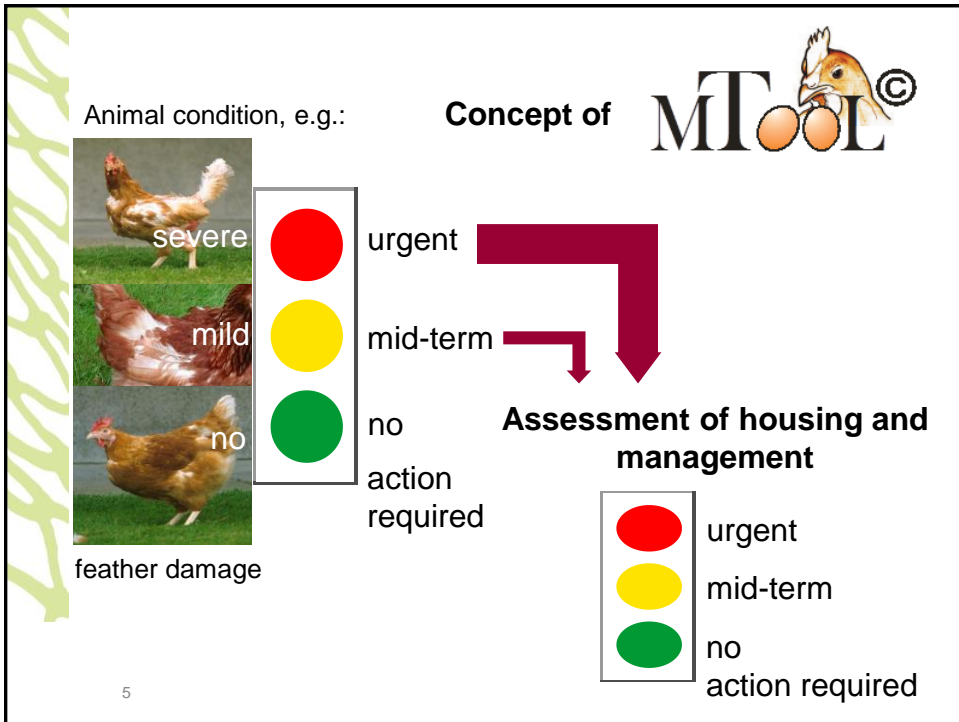 Animal condition, e.g.:
Concept of
MTOOL©
severe
mild
no
feather damage
urgent
mid-term
no
action
required
Assessment of housing and
management
urgent
mid-term
no
action required
5